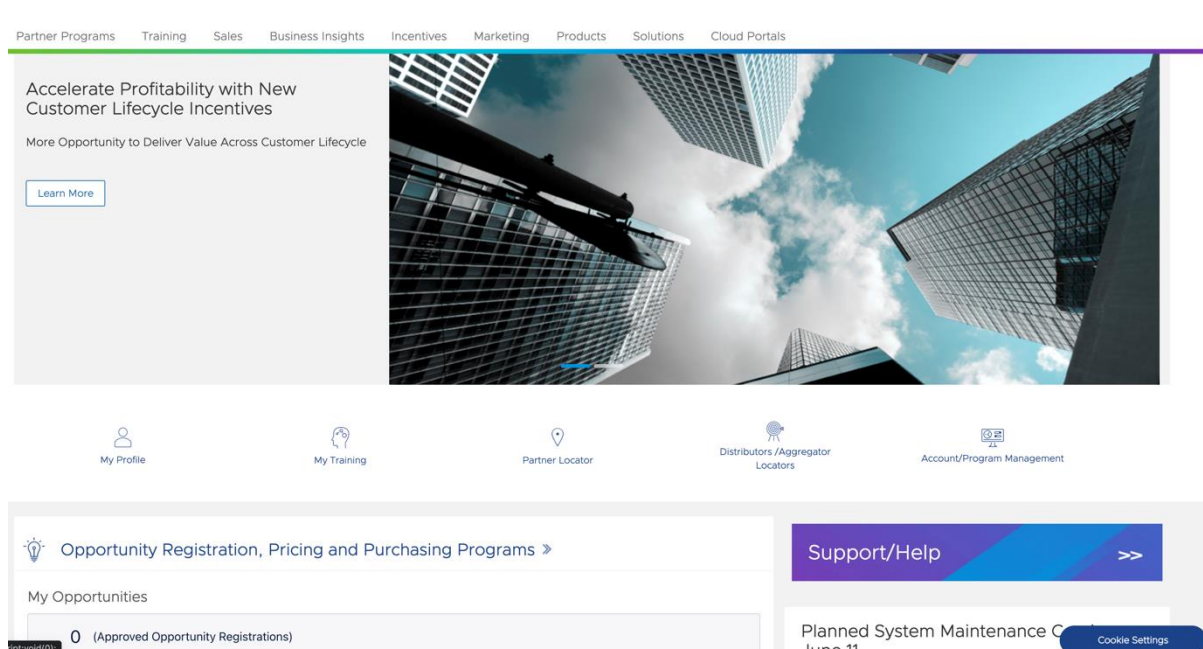 Partner Programs Training Sales Business Insights Incentives Marketing Products Solutions Cloud Portals
Accelerate Profitability with New
Customer Lifecycle Incentives
More Opportunity to Deliver Value Across Customer Lifecycle
Learn More
My Profile
My Training
Partner Locator
Distributors /Aggregator
Locators
Account/Program Management
Opportunity Registration, Pricing and Purchasing Programs »
Support/Help >>
My Opportunities
0 (Approved Opportunity Registrations)
Planned System Maintenance
June 11
Cookie Settings